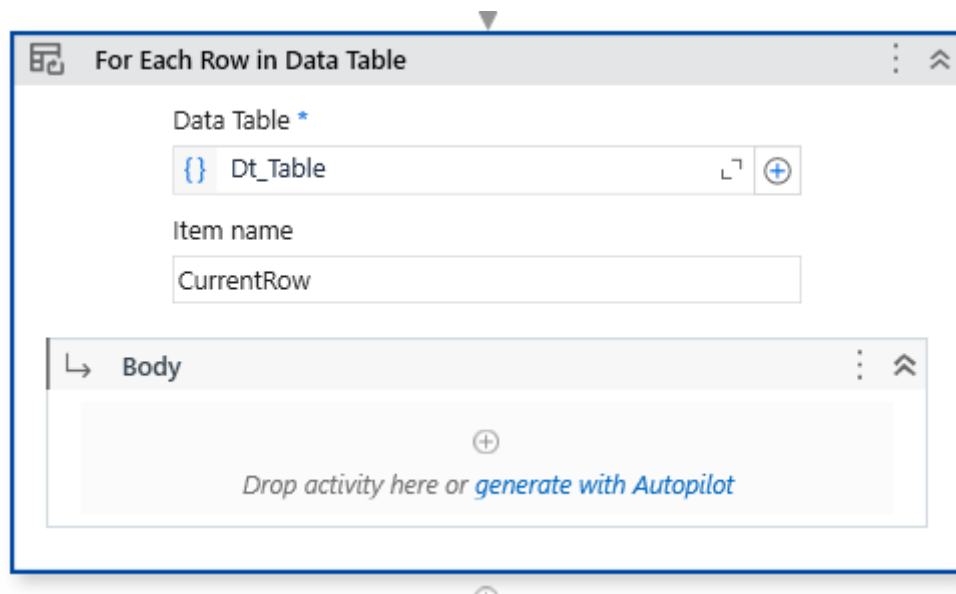 For Each Row in Data Table
Data Table *
{} Dt_Table
Item name
CurrentRow
Body
Drop activity here or generate with Autopilot